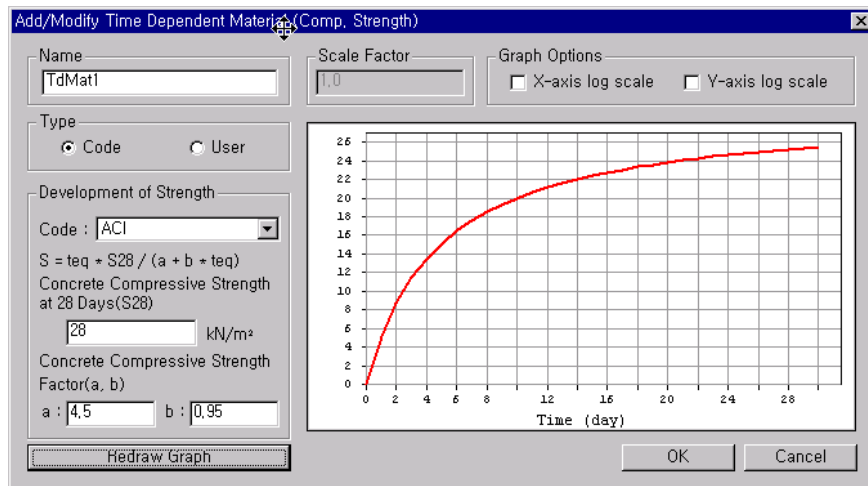 Add/Modify Time Dependent Material (Comp. Strength)
Name
TdMat1
Scale Factor
1.0
Graph Options
X-axis log scale
Y-axis log scale
Type
Code
User
Development of Strength
Code : ACI
S = teq * S28 / (a + b * teq)
Concrete Compressive Strength
at 28 Days(S28)
28 kN/m²
Concrete Compressive Strength
Factor(a, b)
a : 4.5 b : 0.95
Redraw Graph
26
24
22
20
18
16
14
12
10
8
6
4
2
0
0 2 4 6 8 12 16 20 24 28
Time (day)
OK
Cancel